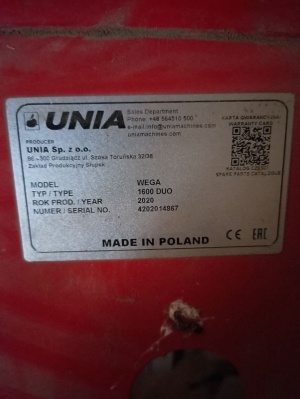 UNIA
Sales Department
Phone: +48 564510 500
e-mail:info@uniamachines.com
uniamachines.com
KARTA GWARANCYJNA/
WARRANTY CARD
PRODUCER
UNIA Sp. z o.o.
86-300 Grudziądz ul. Szosa Toruńska 32/38
Zakład Produkcyjny Słupsk
KATALOG CZĘŚCI/
SPARE PARTS CATALOGUE
MODEL WEGA
TYP / TYPE 1600 DUO
ROK PROD. / YEAR 2020
NUMER / SERIAL NO. 4202014867
MADE IN POLAND
CE EAC